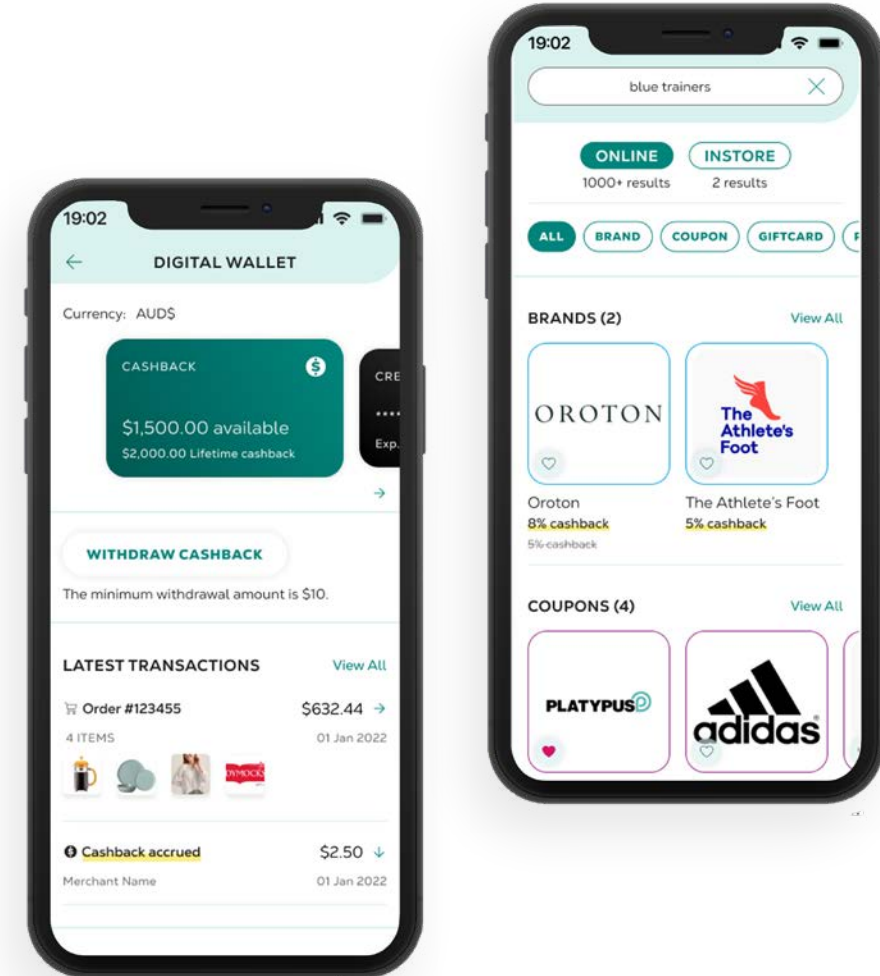 19:02
DIGITAL WALLET
Currency: AUD$
CASHBACK
$1,500.00 available
$2,000.00 Lifetime cashback
CRE
****
Exp.
WITHDRAW CASHBACK
The minimum withdrawal amount is $10.
LATEST TRANSACTIONS View All
Order #123455 $632.44
4 ITEMS 01 Jan 2022
DYMOCKS
Cashback accrued $2.50
Merchant Name 01 Jan 2022
19:02
blue trainers
ONLINE INSTORE
1000+ results 2 results
ALL BRAND COUPON GIFTCARD
BRANDS (2) View All
OROTON
The
Athlete's
Foot
Oroton The Athlete's Foot
8% cashback 5% cashback
5% cashback
COUPONS (4) View All
PLATYPUS
adidas